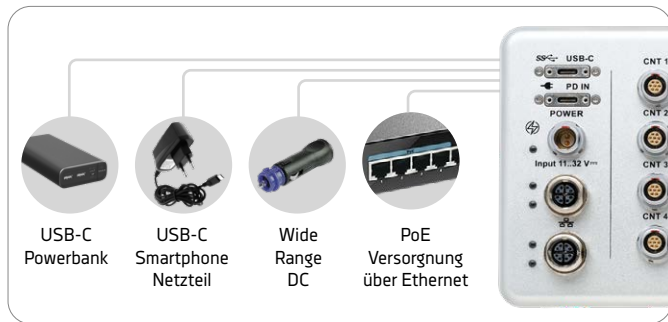 USB-C
CNT 1
PD IN
POWER
CNT 2
Input 11..32 V
CNT 3
CNT 4
USB-C
Powerbank
USB-C
Smartphone
Netzteil
Wide
Range
DC
PoE
Versorgnung
über Ethernet